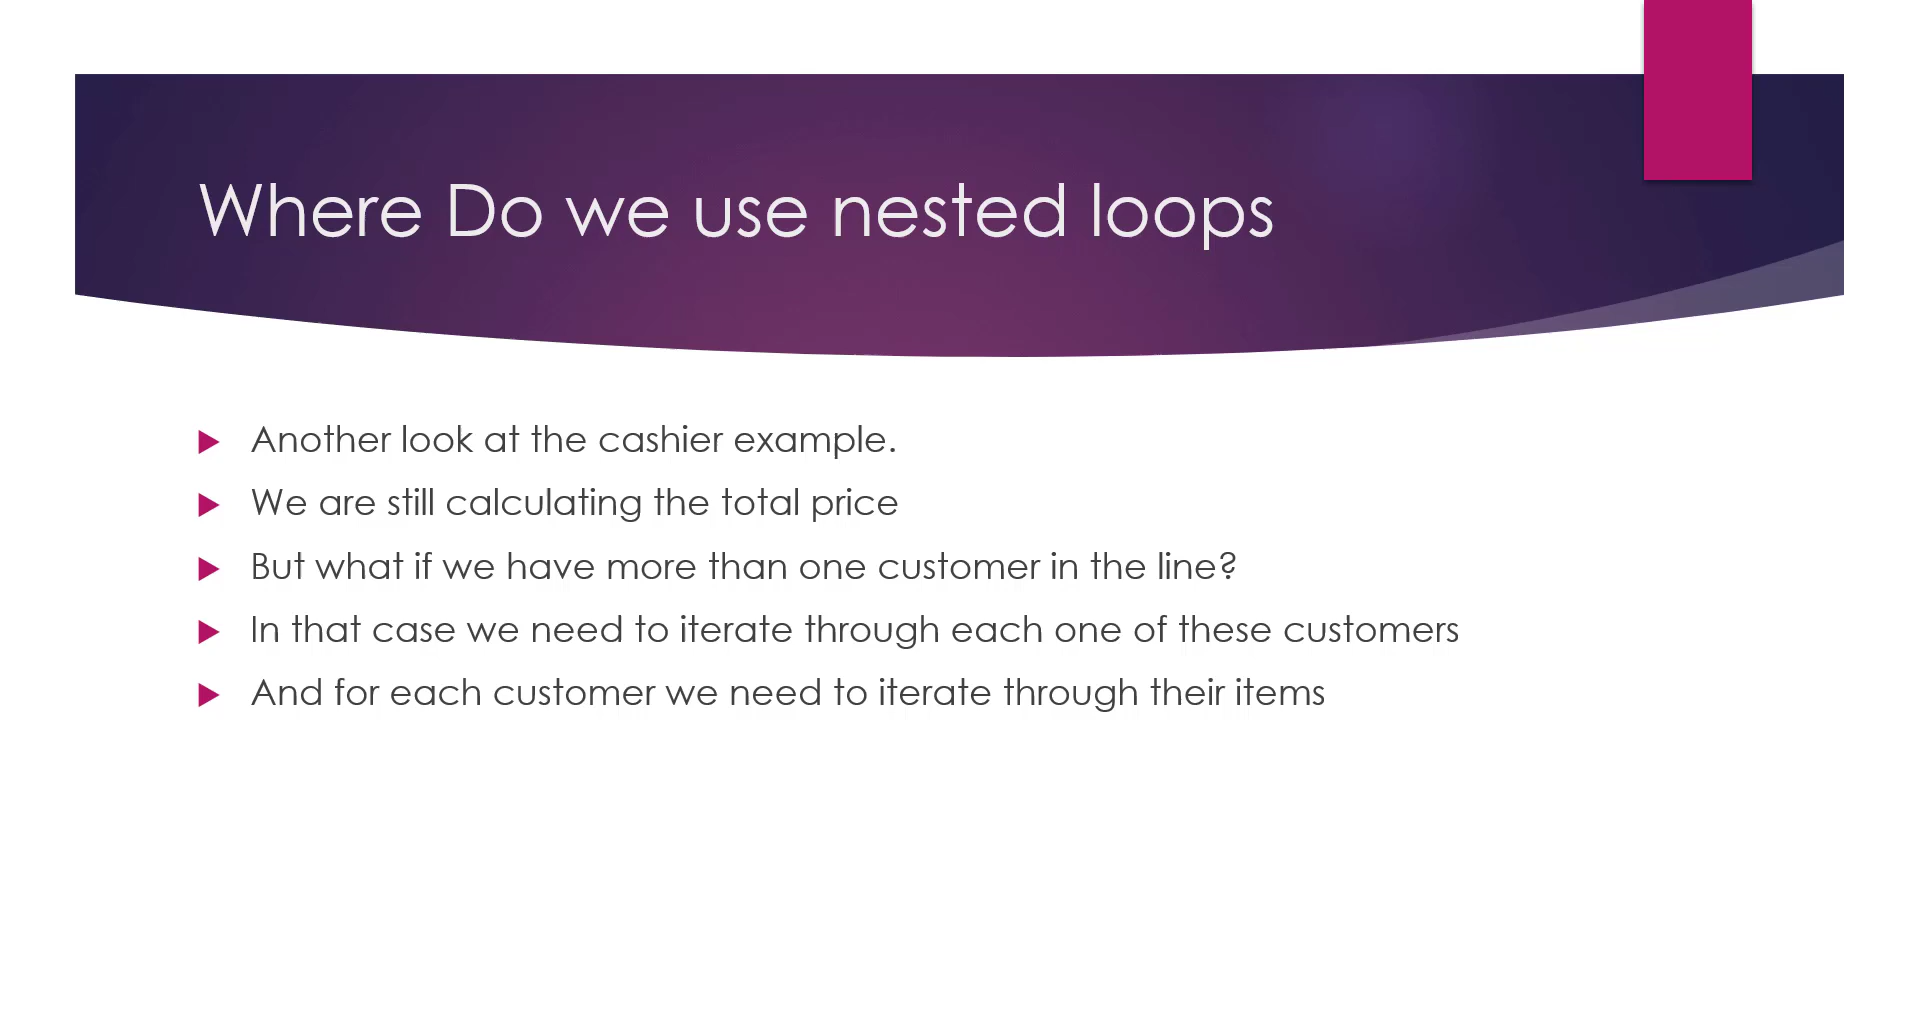 Where Do we use nested loops
Another look at the cashier example.
We are still calculating the total price
But what if we have more than one customer in the line?
In that case we need to iterate through each one of these customers
And for each customer we need to iterate through their items